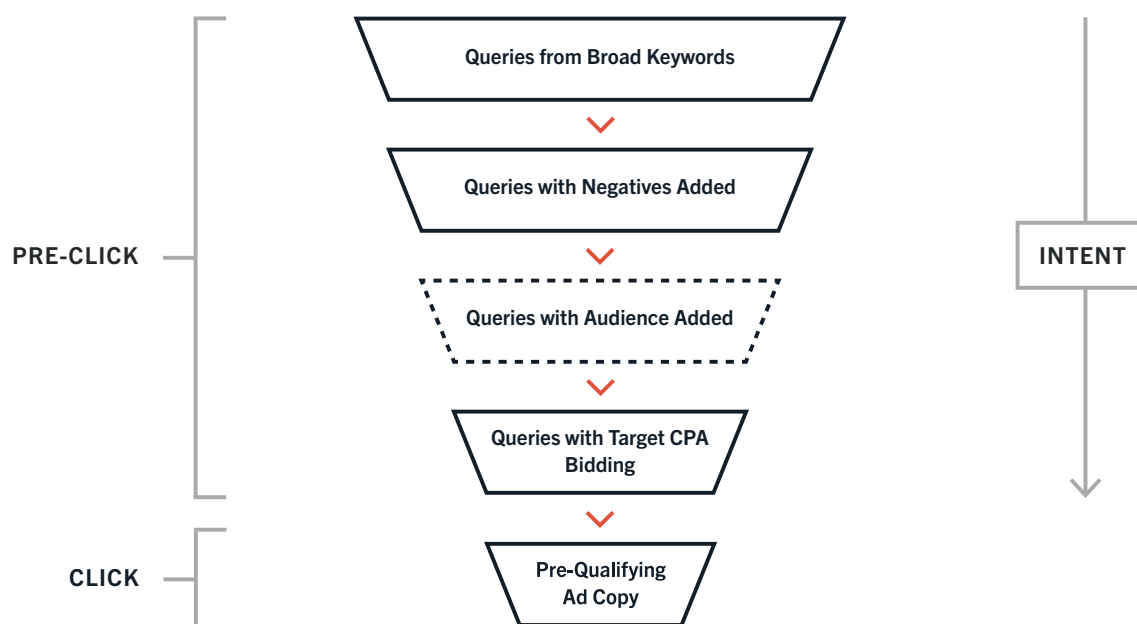 Queries from Broad Keywords
Queries with Negatives Added
PRE-CLICK
INTENT
Queries with Audience Added
Queries with Target CPA
Bidding
CLICK
Pre-Qualifying
Ad Copy